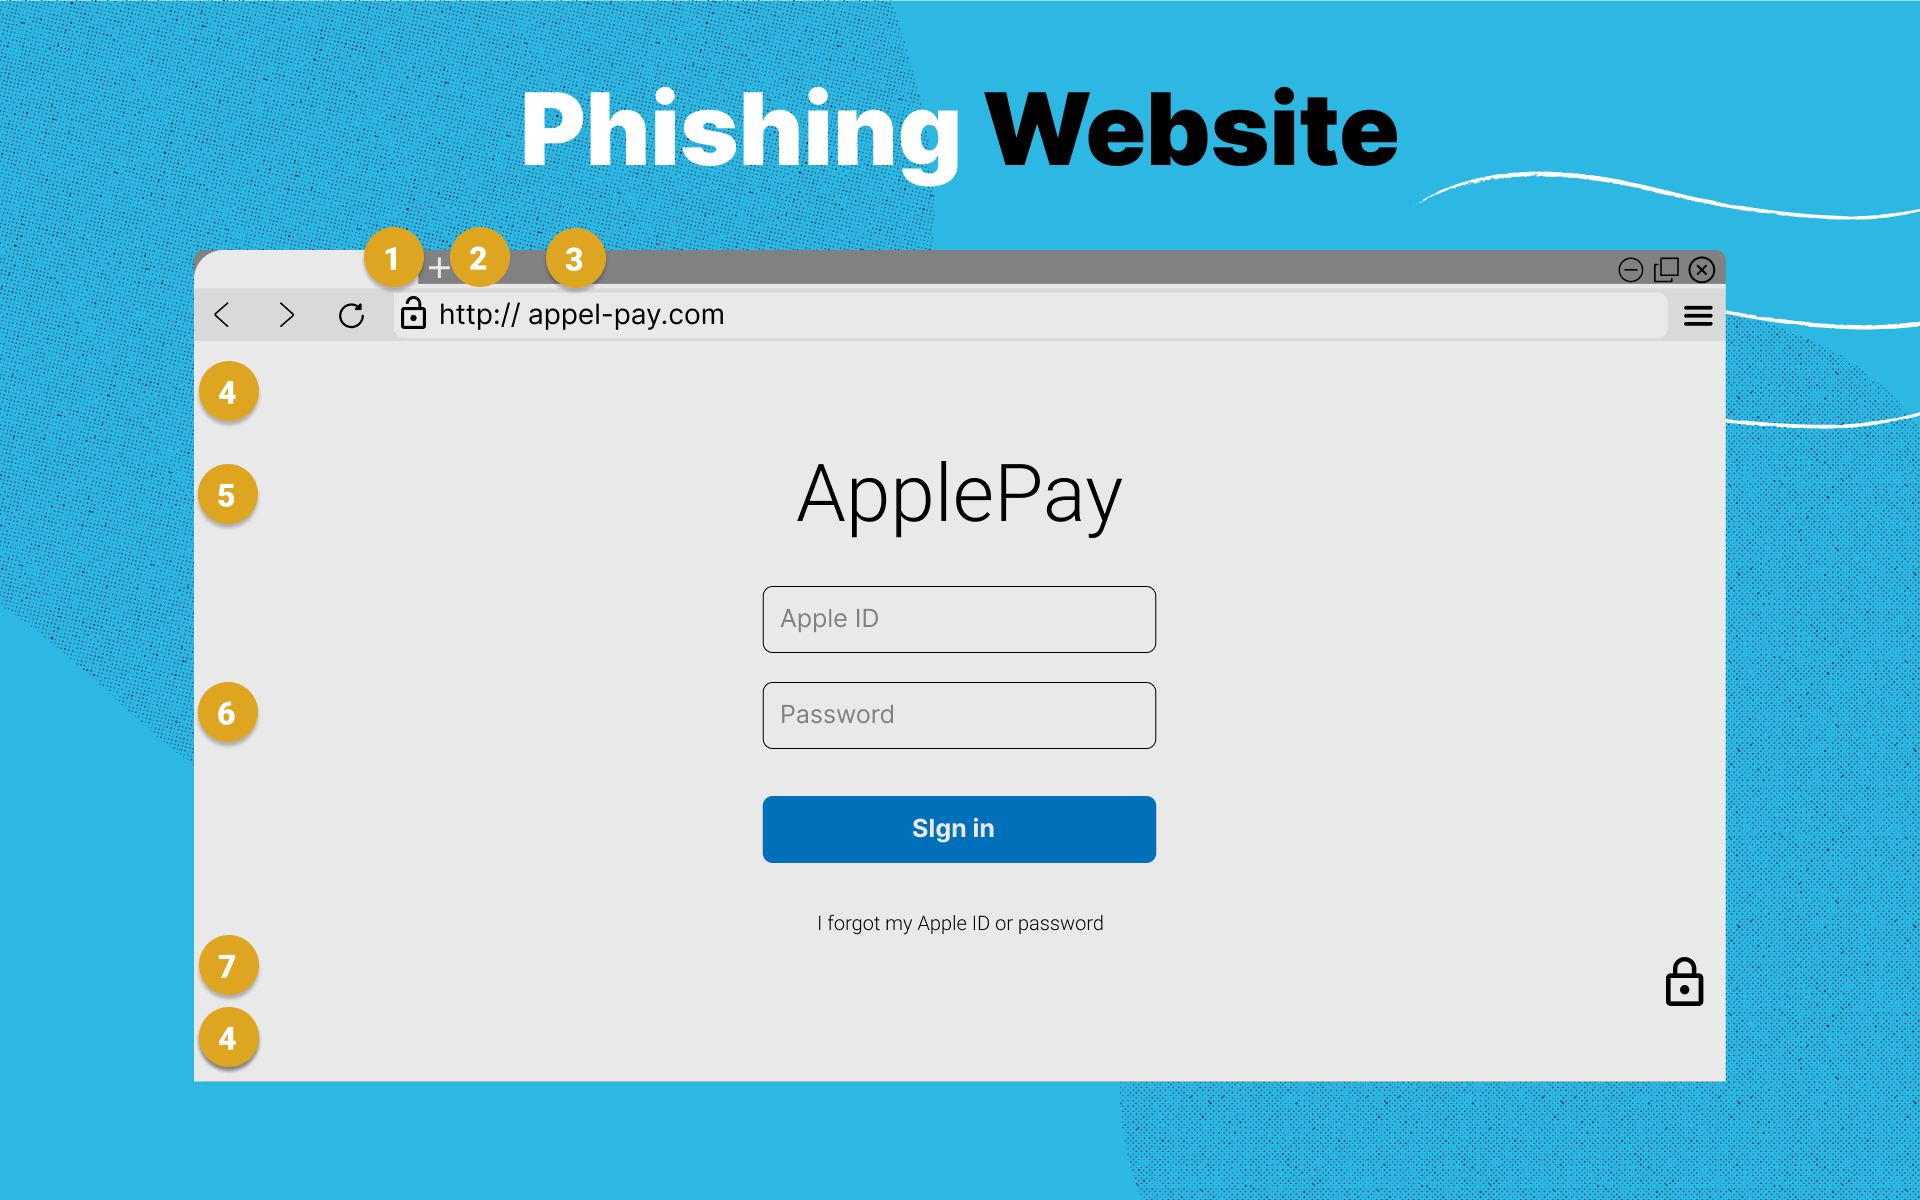 Phishing Website
1 2 3
http:// appel-pay.com
4
5
ApplePay
Apple ID
6
Password
SIgn in
I forgot my Apple ID or password
7
4